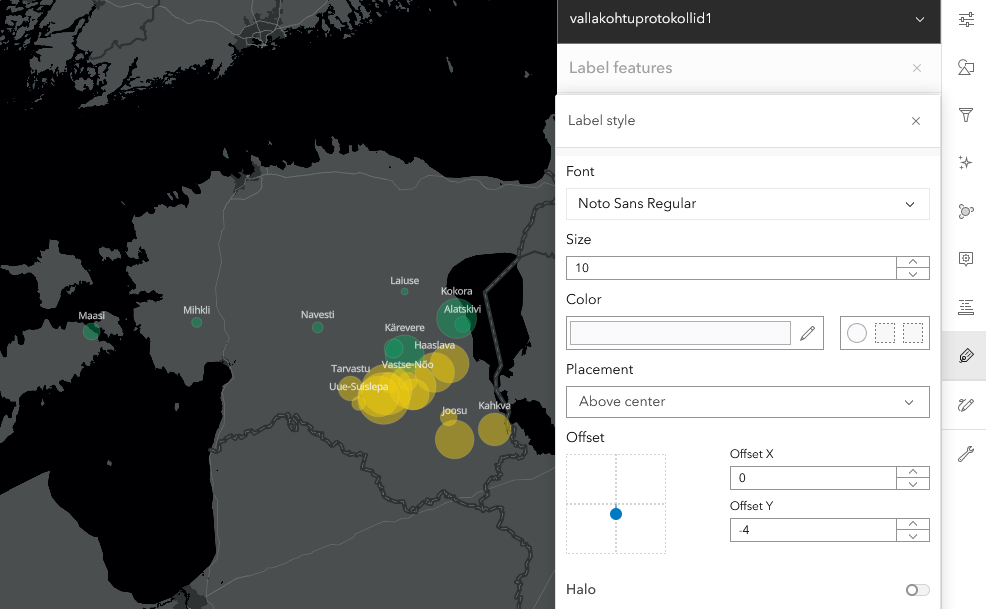 vallakohtuprotokollid1
Label features
Label style
Font
Noto Sans Regular
Size
10
Color
Placement
Above center
Offset
Offset X
0
Offset Y
-4
Halo
Laiuse
Kokora
Mihkli
Alatskivi
Maasi
Navesti
Kärevere
Haaslava
Tarvastu
Vastse-Nõo
Uue-Suislepa
Joosu
Kahkva